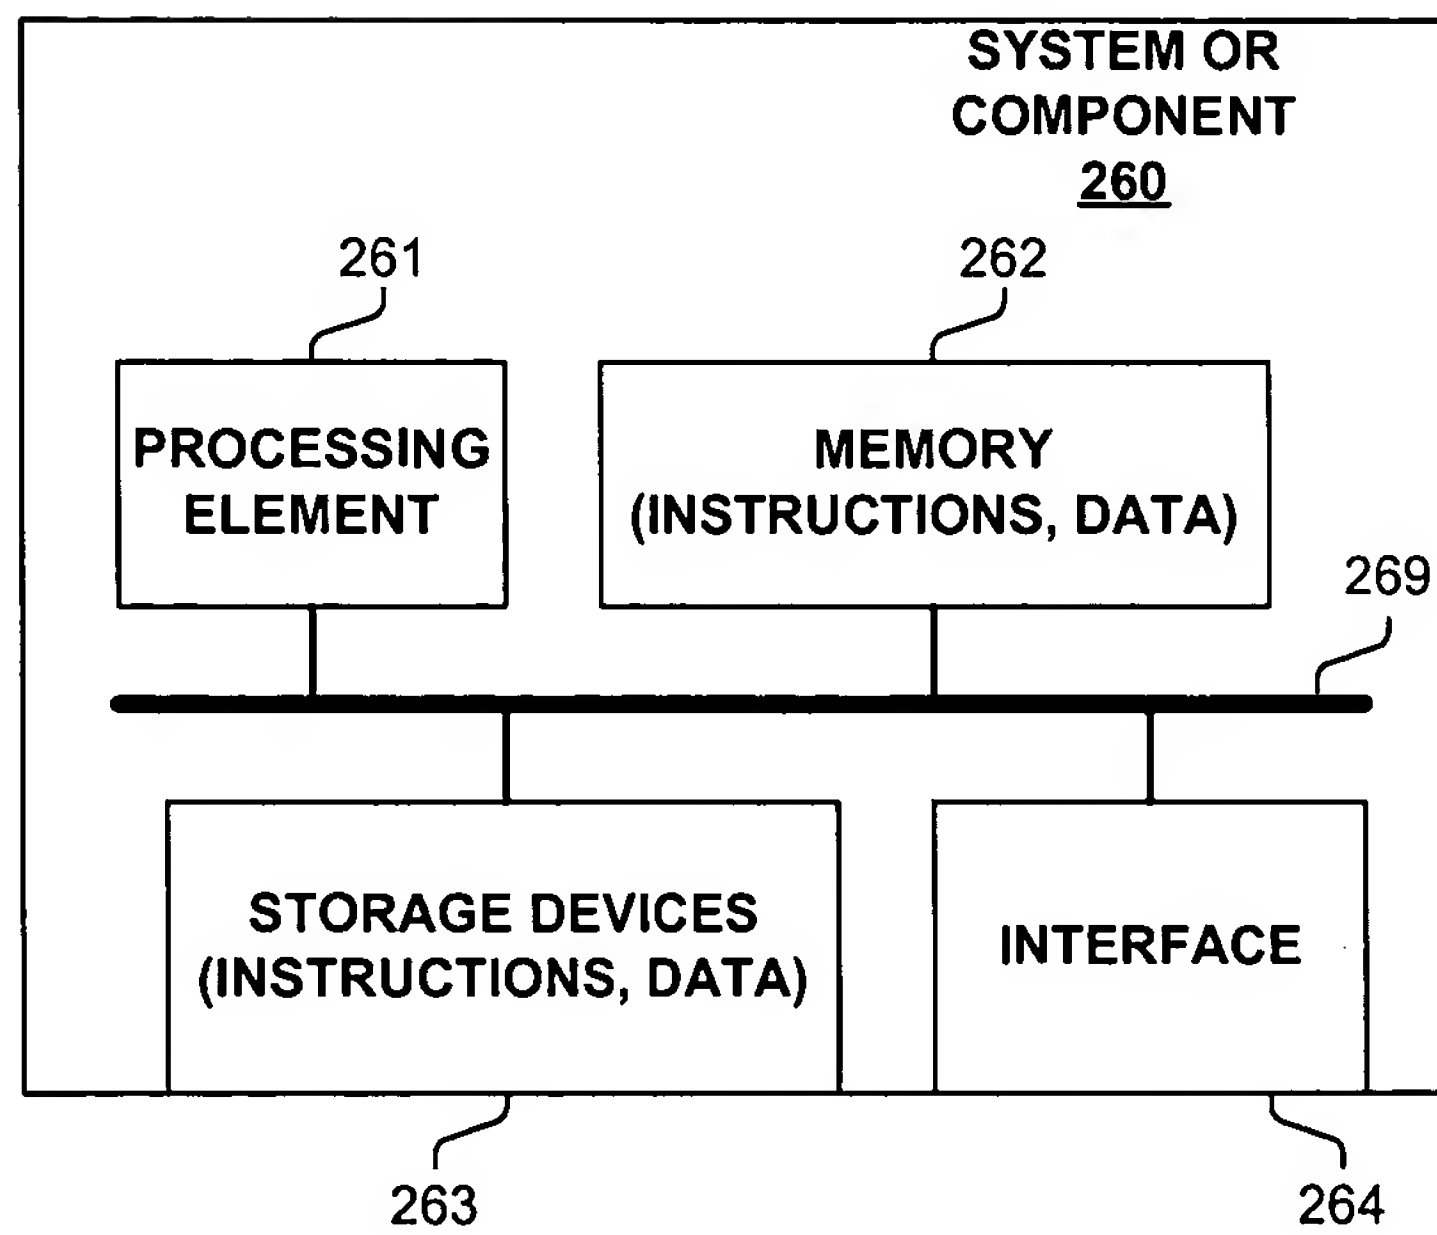 SYSTEM OR
COMPONENT
260
261
262
PROCESSING
ELEMENT
MEMORY
(INSTRUCTIONS, DATA)
269
STORAGE DEVICES
(INSTRUCTIONS, DATA)
INTERFACE
263
264